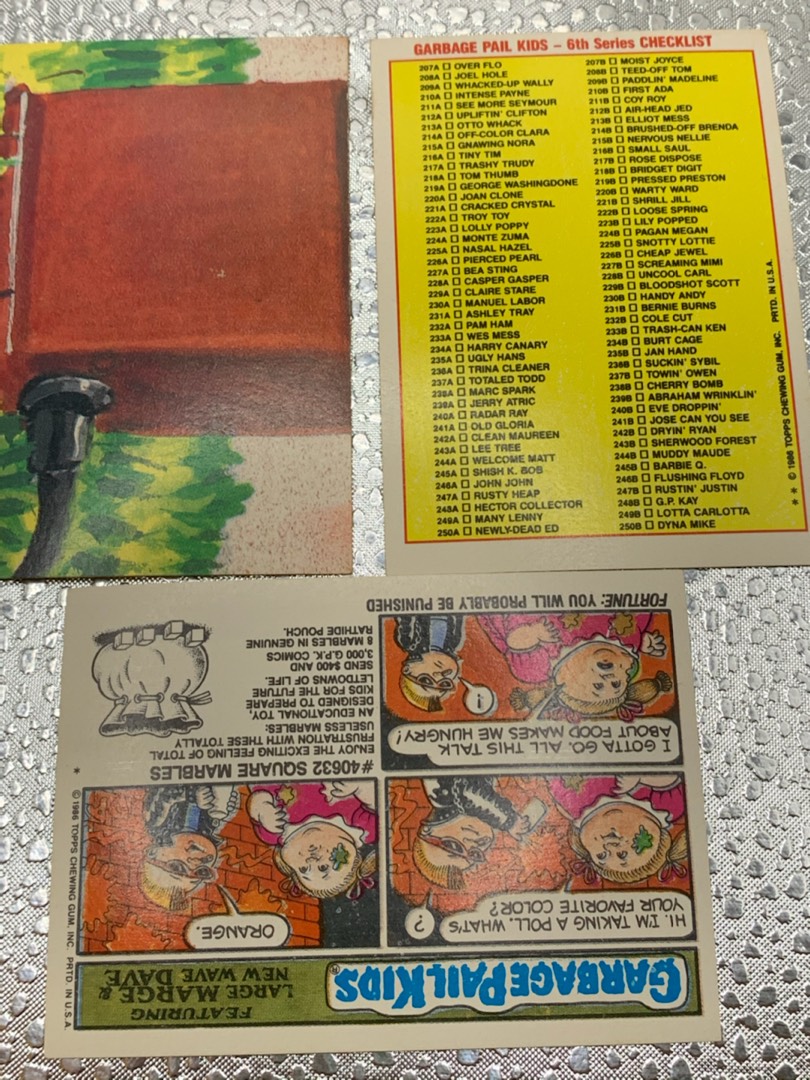 GARBAGE PAIL KIDS – 6th Series CHECKLIST
207A □ OVER FLO
208A □ JOEL HOLE
209A □ WHACKED-UP WALLY
210A □ INTENSE PAYNE
211A □ SEE MORE SEYMOUR
212A □ UPLIFTIN' CLIFTON
213A □ OTTO WHACK
214A □ OFF-COLOR CLARA
215A □ GNAWING NORA
216A □ TINY TIM
217A □ TRASHY TRUDY
218A □ TOM THUMB
219A □ GEORGE WASHINGDONE
220A □ JOAN CLONE
221A □ CRACKED CRYSTAL
222A □ TROY TOY
223A □ LOLLY POPPY
224A □ MONTE ZUMA
225A □ NASAL HAZEL
226A □ PIERCED PEARL
227A □ BEA STING
228A □ CASPER GASPER
229A □ CLAIRE STARE
230A □ MANUEL LABOR
231A □ ASHLEY TRAY
232A □ PAM HAM
233A □ WES MESS
234A □ HARRY CANARY
235A □ UGLY HANS
236A □ TRINA CLEANER
237A □ TOTALED TODD
238A □ MARC SPARK
239A □ JERRY ATRIC
240A □ RADAR RAY
241A □ OLD GLORIA
242A □ CLEAN MAUREEN
243A □ LEE TREE
244A □ WELCOME MATT
245A □ SHISH K. BOB
246A □ JOHN JOHN
247A □ RUSTY HEAP
248A □ HECTOR COLLECTOR
249A □ MANY LENNY
250A □ NEWLY-DEAD ED
207B □ MOIST JOYCE
208B □ TEED-OFF TOM
209B □ PADDLIN' MADELINE
210B □ FIRST ADA
211B □ COY ROY
212B □ AIR-HEAD JED
213B □ ELLIOT MESS
214B □ BRUSHED-OFF BRENDA
215B □ NERVOUS NELLIE
216B □ SMALL SAUL
217B □ ROSE DISPOSE
218B □ BRIDGET DIGIT
219B □ PRESSED PRESTON
220B □ WARTY WARD
221B □ SHRILL JILL
222B □ LOOSE SPRING
223B □ LILY POPPED
224B □ PAGAN MEGAN
225B □ SNOTTY LOTTIE
226B □ CHEAP JEWEL
227B □ SCREAMING MIMI
228B □ UNCOOL CARL
229B □ BLOODSHOT SCOTT
230B □ HANDY ANDY
231B □ BERNIE BURNS
232B □ COLE CUT
233B □ TRASH-CAN KEN
234B □ BURT CAGE
235B □ JAN HAND
236B □ SUCKIN' SYBIL
237B □ TOWIN' OWEN
238B □ CHERRY BOMB
239B □ ABRAHAM WRINKLIN'
240B □ EVE DROPPIN'
241B □ JOSE CAN YOU SEE
242B □ DRYIN' RYAN
243B □ SHERWOOD FOREST
244B □ MUDDY MAUDE
245B □ BARBIE Q.
246B □ FLUSHING FLOYD
247B □ RUSTIN' JUSTIN
248B □ G.P. KAY
249B □ LOTTA CARLOTTA
250B □ DYNA MIKE
* * © 1986 TOPPS CHEWING GUM, INC. PRTD. IN U.S.A.
GARBAGE PAIL KIDS®
FEATURING
LARGE MARGE &
NEW WAVE DAVE
HI. I'M TAKING A POLL. WHAT'S
YOUR FAVORITE COLOR?
?
ORANGE.
I GOTTA GO. ALL THIS TALK
ABOUT FOOD MAKES ME HUNGRY!
!
FORTUNE: YOU WILL PROBABLY BE PUNISHED
#40632 SQUARE MARBLES
ENJOY THE EXCITING FEELING OF TOTAL
FRUSTRATION WITH THESE TOTALLY
USELESS MARBLES:
AN EDUCATIONAL TOY,
DESIGNED TO PREPARE
KIDS FOR THE FUTURE
LETDOWNS OF LIFE.
SEND $400 AND
3,000 G.P.K. COMICS
8 MARBLES IN GENUINE
RATHIDE POUCH.
* © 1986 TOPPS CHEWING GUM, INC. PRTD. IN U.S.A.